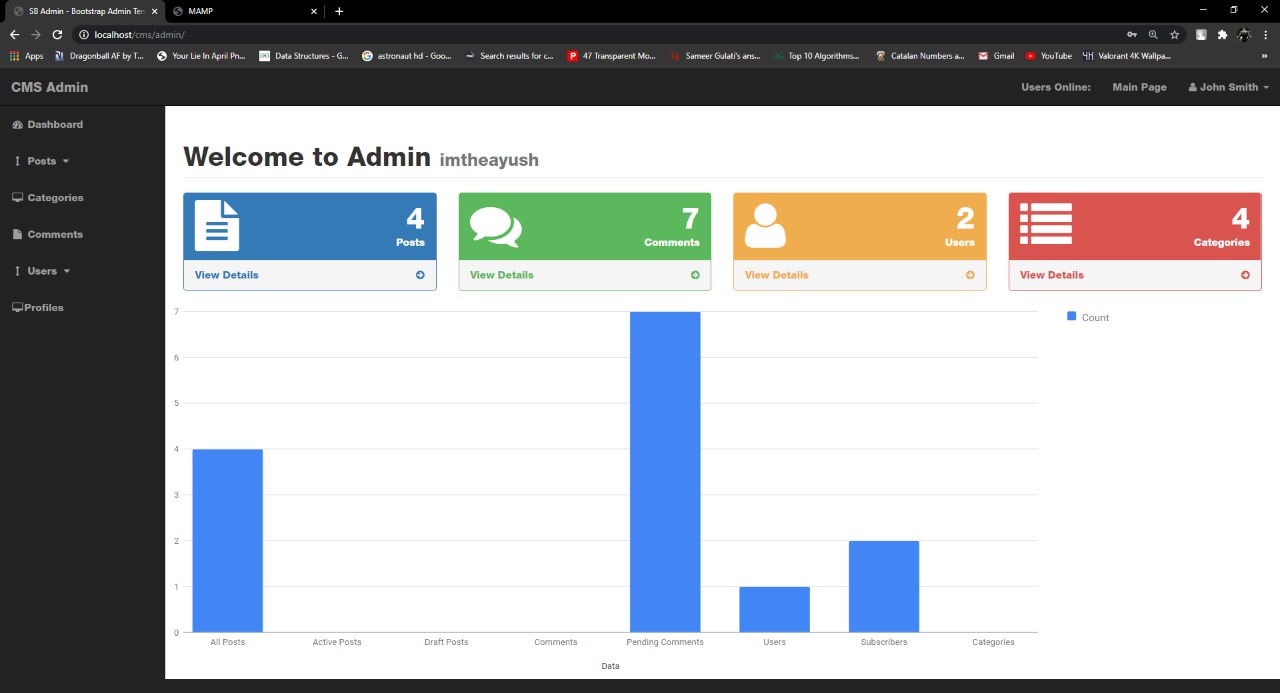 SB Admin - Bootstrap Admin Ten
MAMP
localhost/cms/admin/
Apps Dragonball AF by T... Your Lie In April Pn... Data Structures - G... astronaut hd - Goo... Search results for c... 47 Transparent Mo... Sameer Gulati's ans... Top 10 Algorithms... Catalan Numbers a... Gmail YouTube Valorant 4K Wallpa... »
CMS Admin
Users Online: Main Page John Smith
Dashboard
Posts
Categories
Comments
Users
Profiles
Welcome to Admin imtheayush
4
Posts
View Details
7
Comments
View Details
2
Users
View Details
4
Categories
View Details
7
6
5
4
3
2
1
0
Count
All Posts Active Posts Draft Posts Comments Pending Comments Users Subscribers Categories
Data